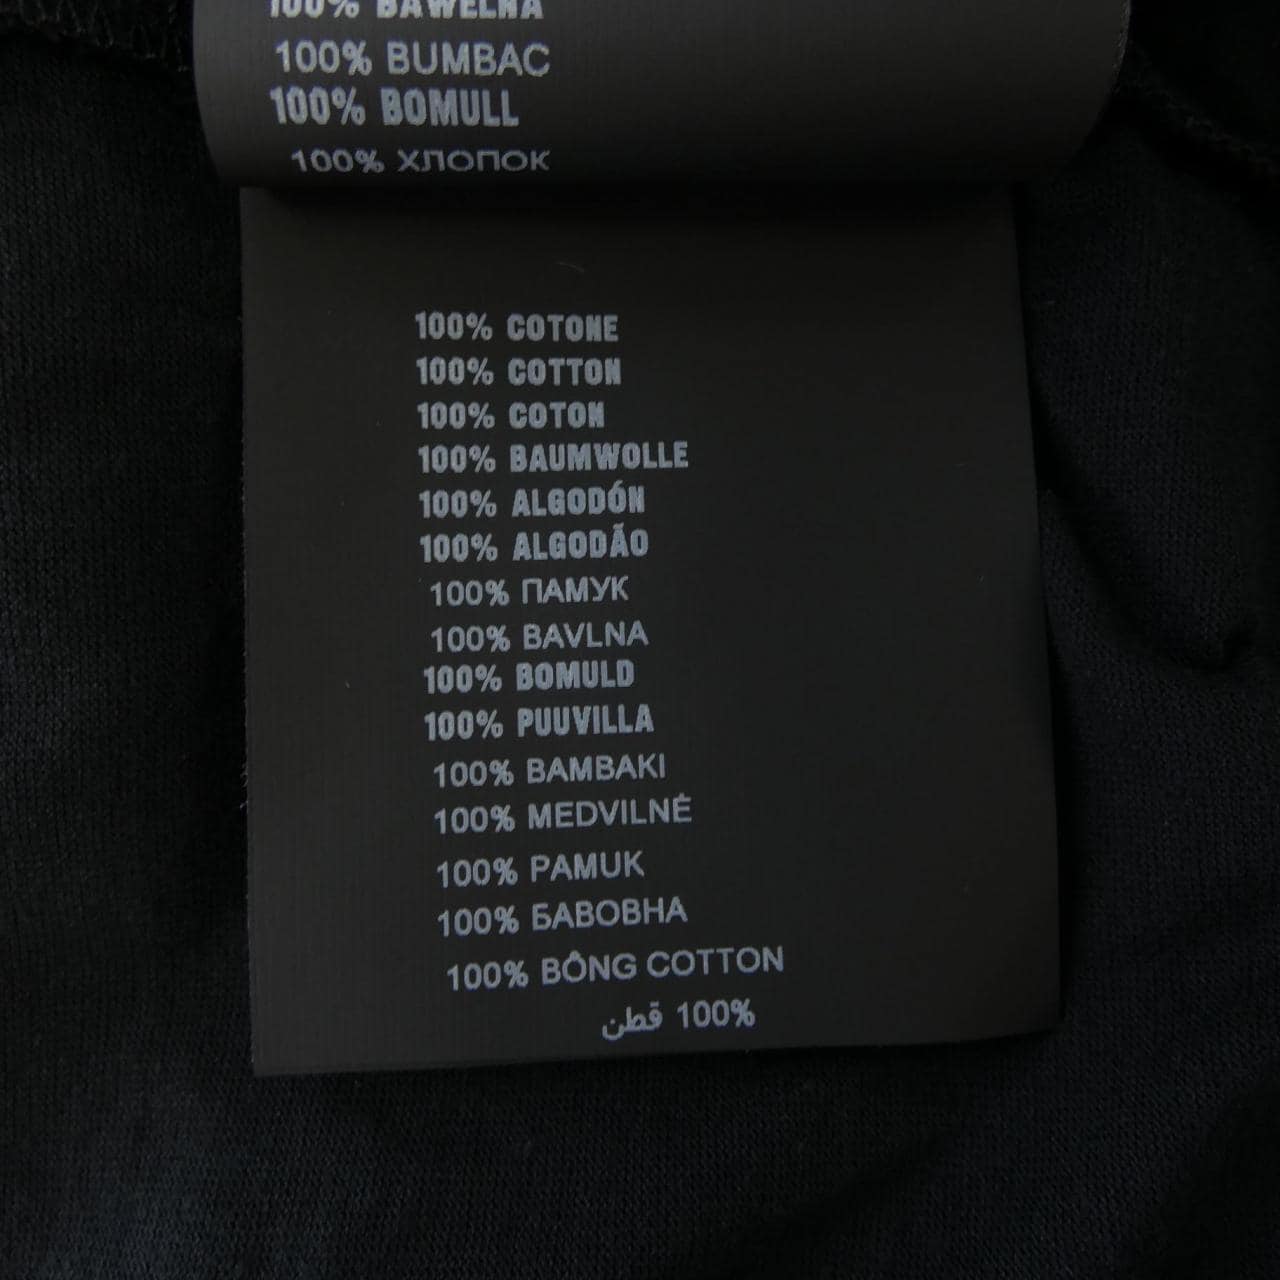 100% BAWEŁNA
100% BUMBAC
100% BOMULL
100% ХЛОПОК
100% COTONE
100% COTTON
100% COTON
100% BAUMWOLLE
100% ALGODÓN
100% ALGODÃO
100% ПАМУК
100% BAVLNA
100% BOMULD
100% PUUVILLA
100% BAMBAKI
100% MEDVILNĖ
100% PAMUK
100% БАВОВНА
100% BÔNG COTTON
100% قطن